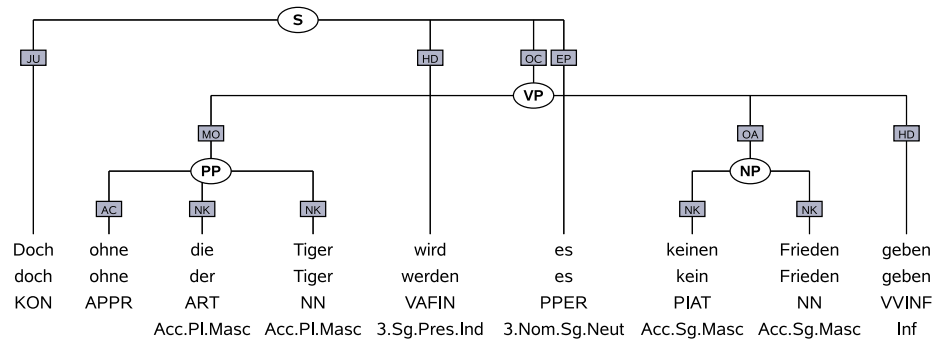 S
JU HD OC EP
VP
MO OA HD
PP NP
AC NK NK NK NK
Doch ohne die Tiger wird es keinen Frieden geben
doch ohne der Tiger werden es kein Frieden geben
KON APPR ART NN VAFIN PPER PIAT NN VVINF
Acc.Pl.Masc Acc.Pl.Masc 3.Sg.Pres.Ind 3.Nom.Sg.Neut Acc.Sg.Masc Acc.Sg.Masc Inf